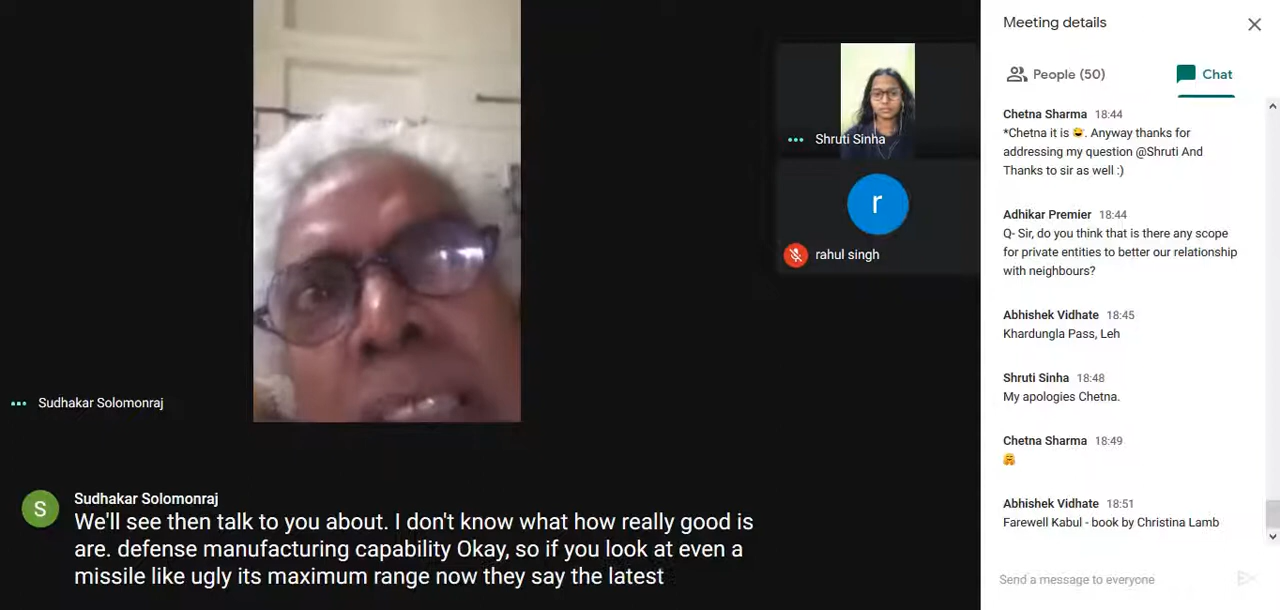 Shruti Sinha
r
rahul singh
Sudhakar Solomonraj
S
Sudhakar Solomonraj
We'll see then talk to you about. I don't know what how really good is
are. defense manufacturing capability Okay, so if you look at even a
missile like ugly its maximum range now they say the latest
Meeting details
People (50)
Chat
Chetna Sharma 18:44
*Chetna it is 😅. Anyway thanks for
addressing my question @Shruti And
Thanks to sir as well :)
Adhikar Premier 18:44
Q- Sir, do you think that is there any scope
for private entities to better our relationship
with neighbours?
Abhishek Vidhate 18:45
Khardungla Pass, Leh
Shruti Sinha 18:48
My apologies Chetna.
Chetna Sharma 18:49
🤗
Abhishek Vidhate 18:51
Farewell Kabul - book by Christina Lamb
Send a message to everyone